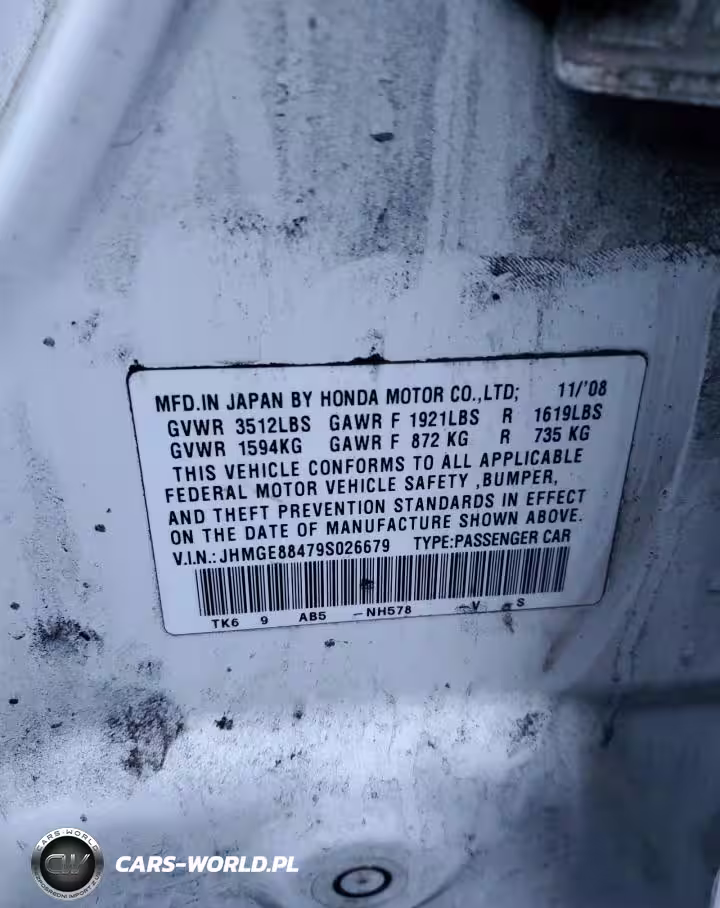 MFD.IN JAPAN BY HONDA MOTOR CO.,LTD; 11/'08
GVWR 3512LBS GAWR F 1921LBS R 1619LBS
GVWR 1594KG GAWR F 872 KG R 735 KG
THIS VEHICLE CONFORMS TO ALL APPLICABLE
FEDERAL MOTOR VEHICLE SAFETY ,BUMPER,
AND THEFT PREVENTION STANDARDS IN EFFECT
ON THE DATE OF MANUFACTURE SHOWN ABOVE.
V.I.N.: JHMGE88479S026679 TYPE:PASSENGER CAR
TK6 9 AB5 -NH578 -V S
CARS-WORLD
CW
CARS-WORLD.PL